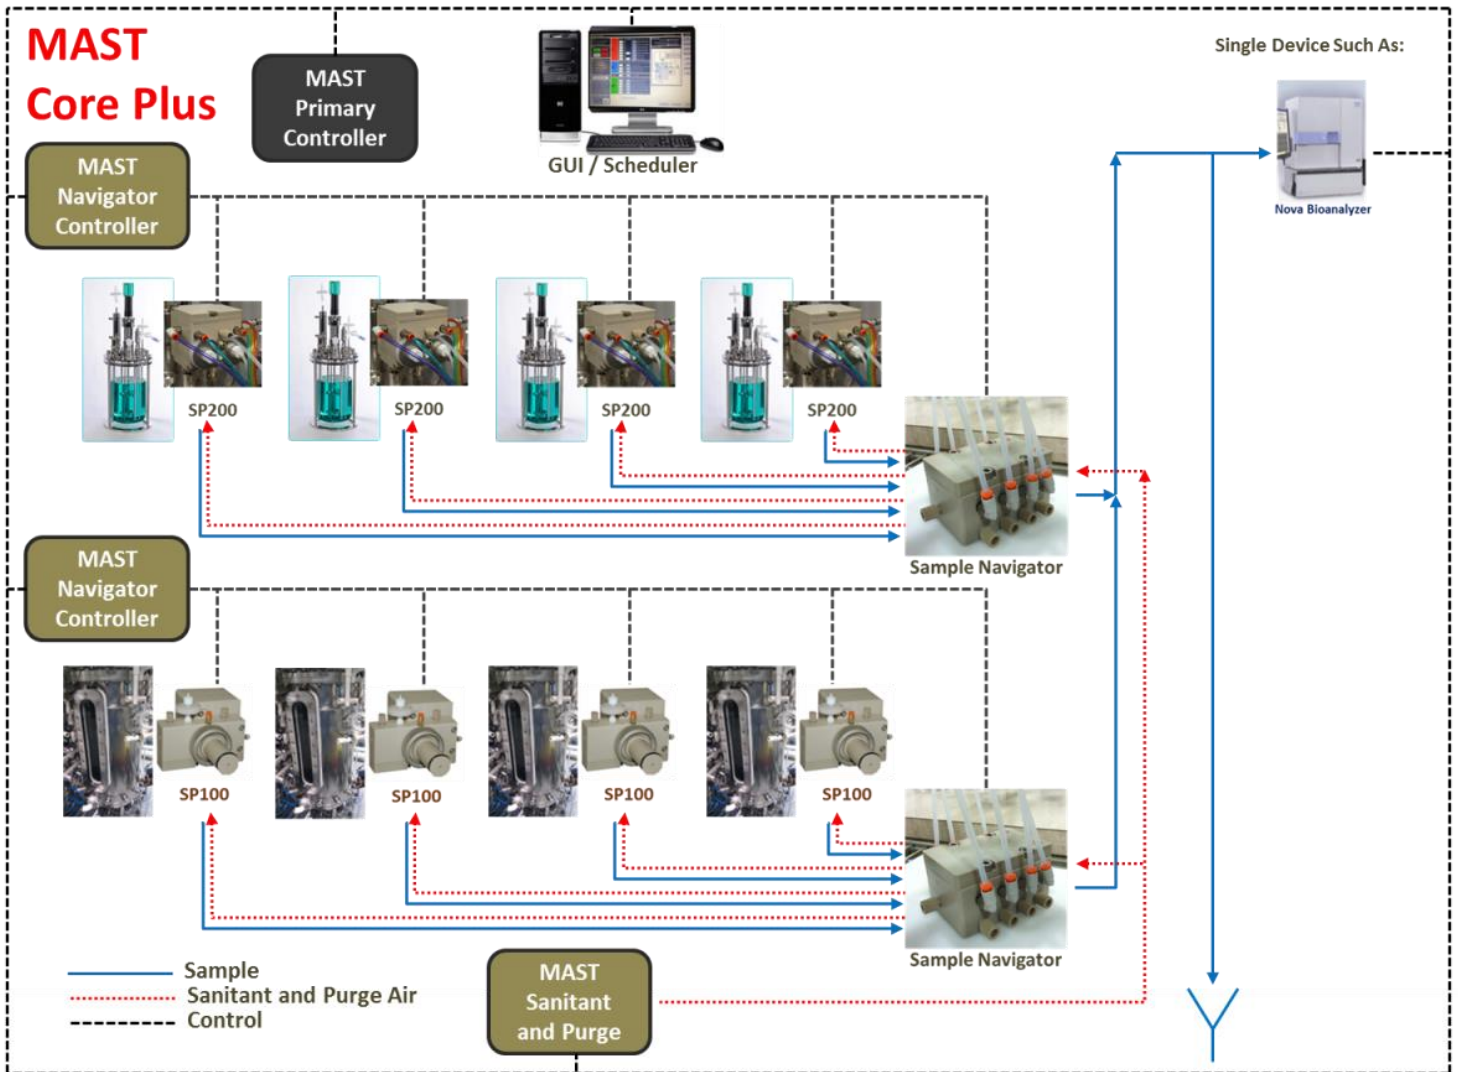 MAST
Core Plus
MAST
Primary
Controller
GUI / Scheduler
Single Device Such As:
Nova Bioanalyzer
MAST
Navigator
Controller
SP200
SP200
SP200
SP200
Sample Navigator
MAST
Navigator
Controller
SP100
SP100
SP100
SP100
Sample Navigator
Sample
Sanitant and Purge Air
Control
MAST
Sanitant
and Purge